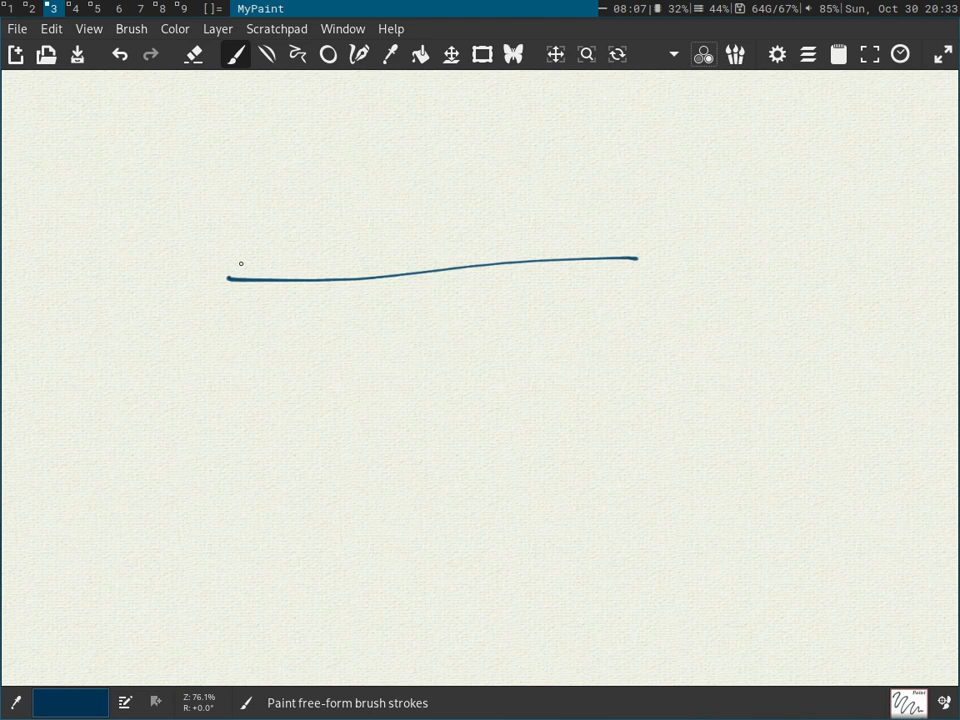 1 2 3 4 5 6 7 8 9 []= MyPaint 08:07| 32%| 44%| 64G/67%| 85%| Sun, Oct 30 20:33
File Edit View Brush Color Layer Scratchpad Window Help
Z: 76.1%
R: +0.0°
Paint free-form brush strokes
Paint